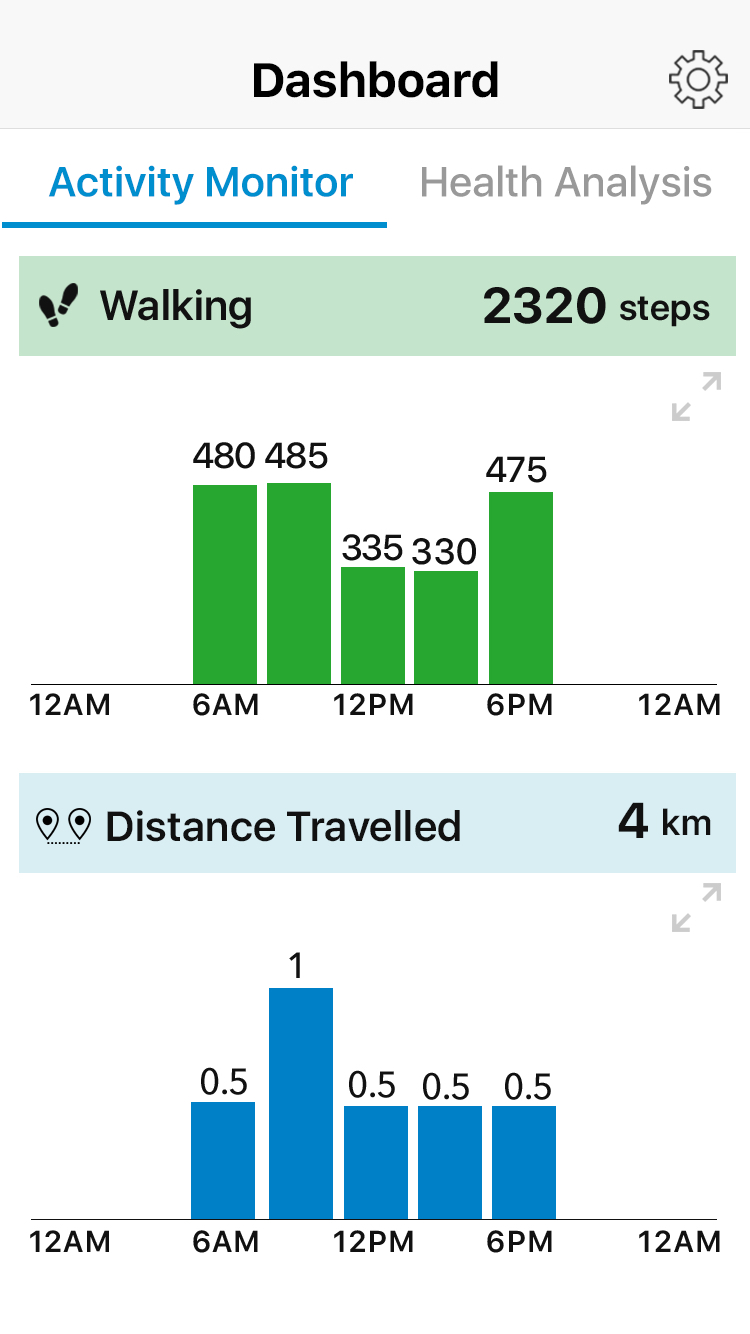 Dashboard
Activity Monitor Health Analysis
Walking 2320 steps
480 485 335 330 475
12AM 6AM 12PM 6PM 12AM
Distance Travelled 4 km
0.5 1 0.5 0.5 0.5
12AM 6AM 12PM 6PM 12AM